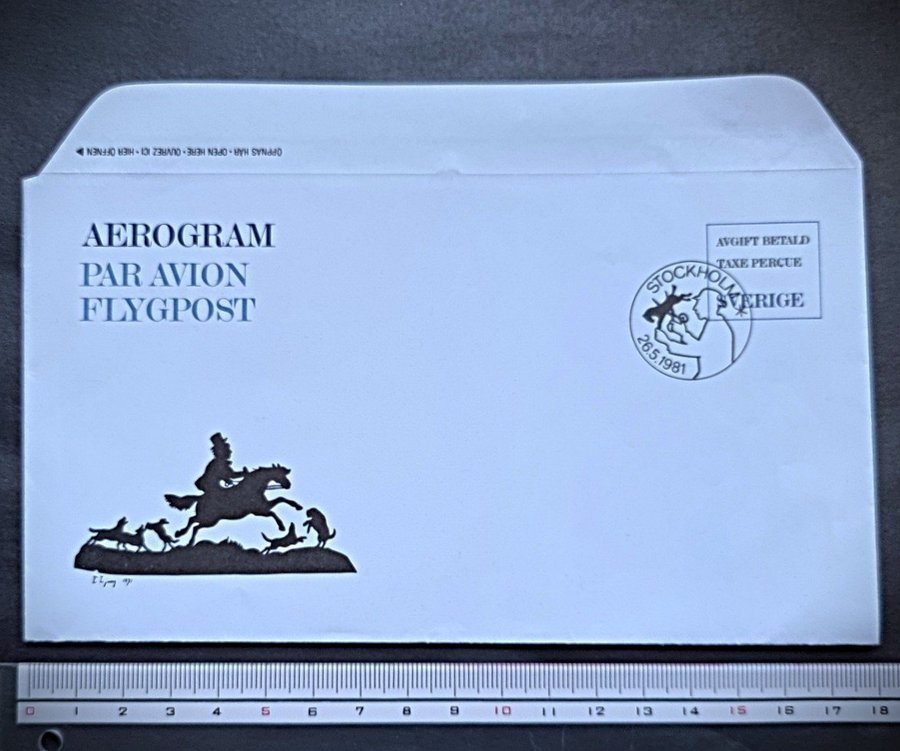 ÖPPNAS HÄR • OPEN HERE • OUVREZ ICI • HIER ÖFFNEN
AEROGRAM
PAR AVION
FLYGPOST
AVGIFT BETALD
TAXE PERCUE
SVERIGE
STOCKHOLM
26.5.1981
0 1 2 3 4 5 6 7 8 9 10 11 12 13 14 15 16 17 18